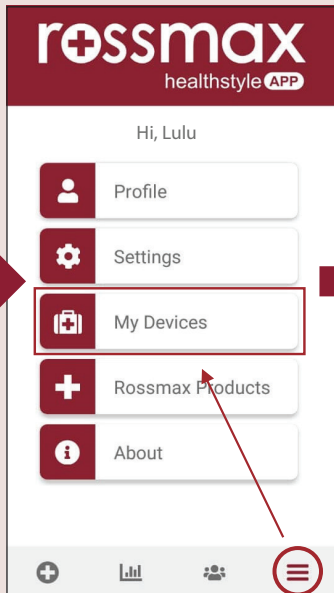 rossmax
healthstyle APP
Hi, Lulu
Profile
Settings
My Devices
Rossmax Products
About